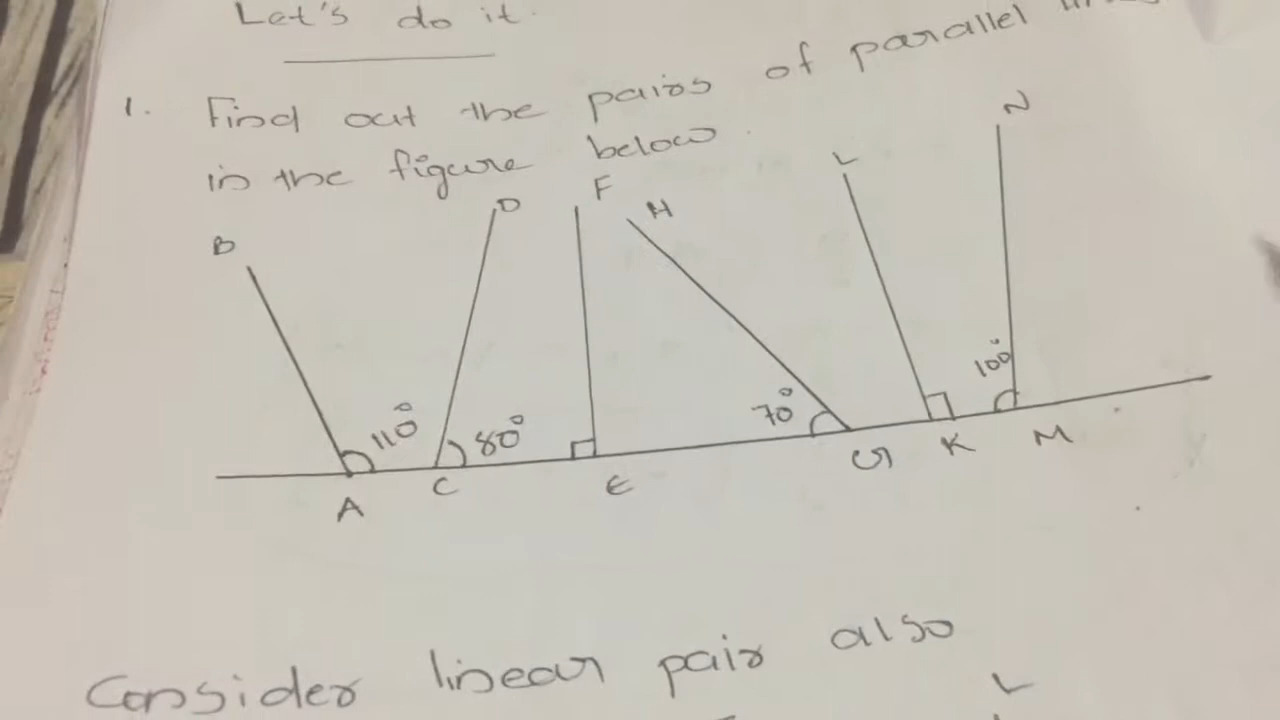 Let's do it.
1. Find out the pairs of parallel
in the figure below
N
L
F
D
H
B
100°
110°
80°
70°
A
C
E
G
K
M
Consider linear pair also
L